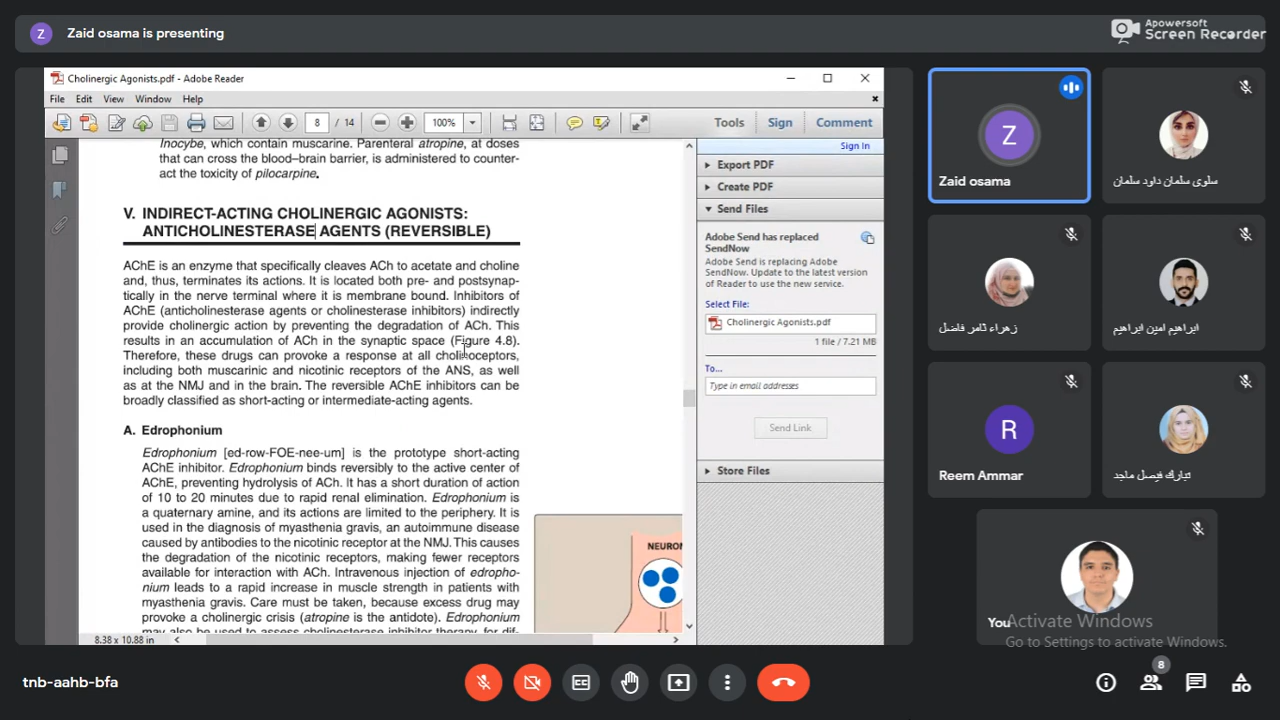 Z
Zaid osama is presenting
Apowersoft
Screen Recorder
Cholinergic Agonists.pdf - Adobe Reader
File Edit View Window Help
8 / 14
100%
Tools Sign Comment
Inocybe, which contain muscarine. Parenteral atropine, at doses
that can cross the blood–brain barrier, is administered to counter-
act the toxicity of pilocarpine.
V. INDIRECT-ACTING CHOLINERGIC AGONISTS:
ANTICHOLINESTERASE AGENTS (REVERSIBLE)
AChE is an enzyme that specifically cleaves ACh to acetate and choline
and, thus, terminates its actions. It is located both pre- and postsynap-
tically in the nerve terminal where it is membrane bound. Inhibitors of
AChE (anticholinesterase agents or cholinesterase inhibitors) indirectly
provide cholinergic action by preventing the degradation of ACh. This
results in an accumulation of ACh in the synaptic space (Figure 4.8).
Therefore, these drugs can provoke a response at all cholinoceptors,
including both muscarinic and nicotinic receptors of the ANS, as well
as at the NMJ and in the brain. The reversible AChE inhibitors can be
broadly classified as short-acting or intermediate-acting agents.
A. Edrophonium
Edrophonium [ed-row-FOE-nee-um] is the prototype short-acting
AChE inhibitor. Edrophonium binds reversibly to the active center of
AChE, preventing hydrolysis of ACh. It has a short duration of action
of 10 to 20 minutes due to rapid renal elimination. Edrophonium is
a quaternary amine, and its actions are limited to the periphery. It is
used in the diagnosis of myasthenia gravis, an autoimmune disease
caused by antibodies to the nicotinic receptor at the NMJ. This causes
the degradation of the nicotinic receptors, making fewer receptors
available for interaction with ACh. Intravenous injection of edropho-
nium leads to a rapid increase in muscle strength in patients with
myasthenia gravis. Care must be taken, because excess drug may
provoke a cholinergic crisis (atropine is the antidote). Edrophonium
may also be used to assess cholinesterase inhibitor therapy, for dif-
NEURON
8.38 x 10.88 in
Sign In
Export PDF
Create PDF
Send Files
Adobe Send has replaced
SendNow
Adobe Send is replacing Adobe
SendNow. Update to the latest version
of Reader to use the new service.
Select File:
Cholinergic Agonists.pdf
1 file / 7.21 MB
To...
Type in email addresses
Send Link
Store Files
Z
Zaid osama
سلوى سلمان داود سلمان
زهراء ثامر فاضل
ابراهيم امين ابراهيم
R
Reem Ammar
تبارك فيصل ماجد
You
Activate Windows
Go to Settings to activate Windows.
tnb-aahb-bfa
CC
8